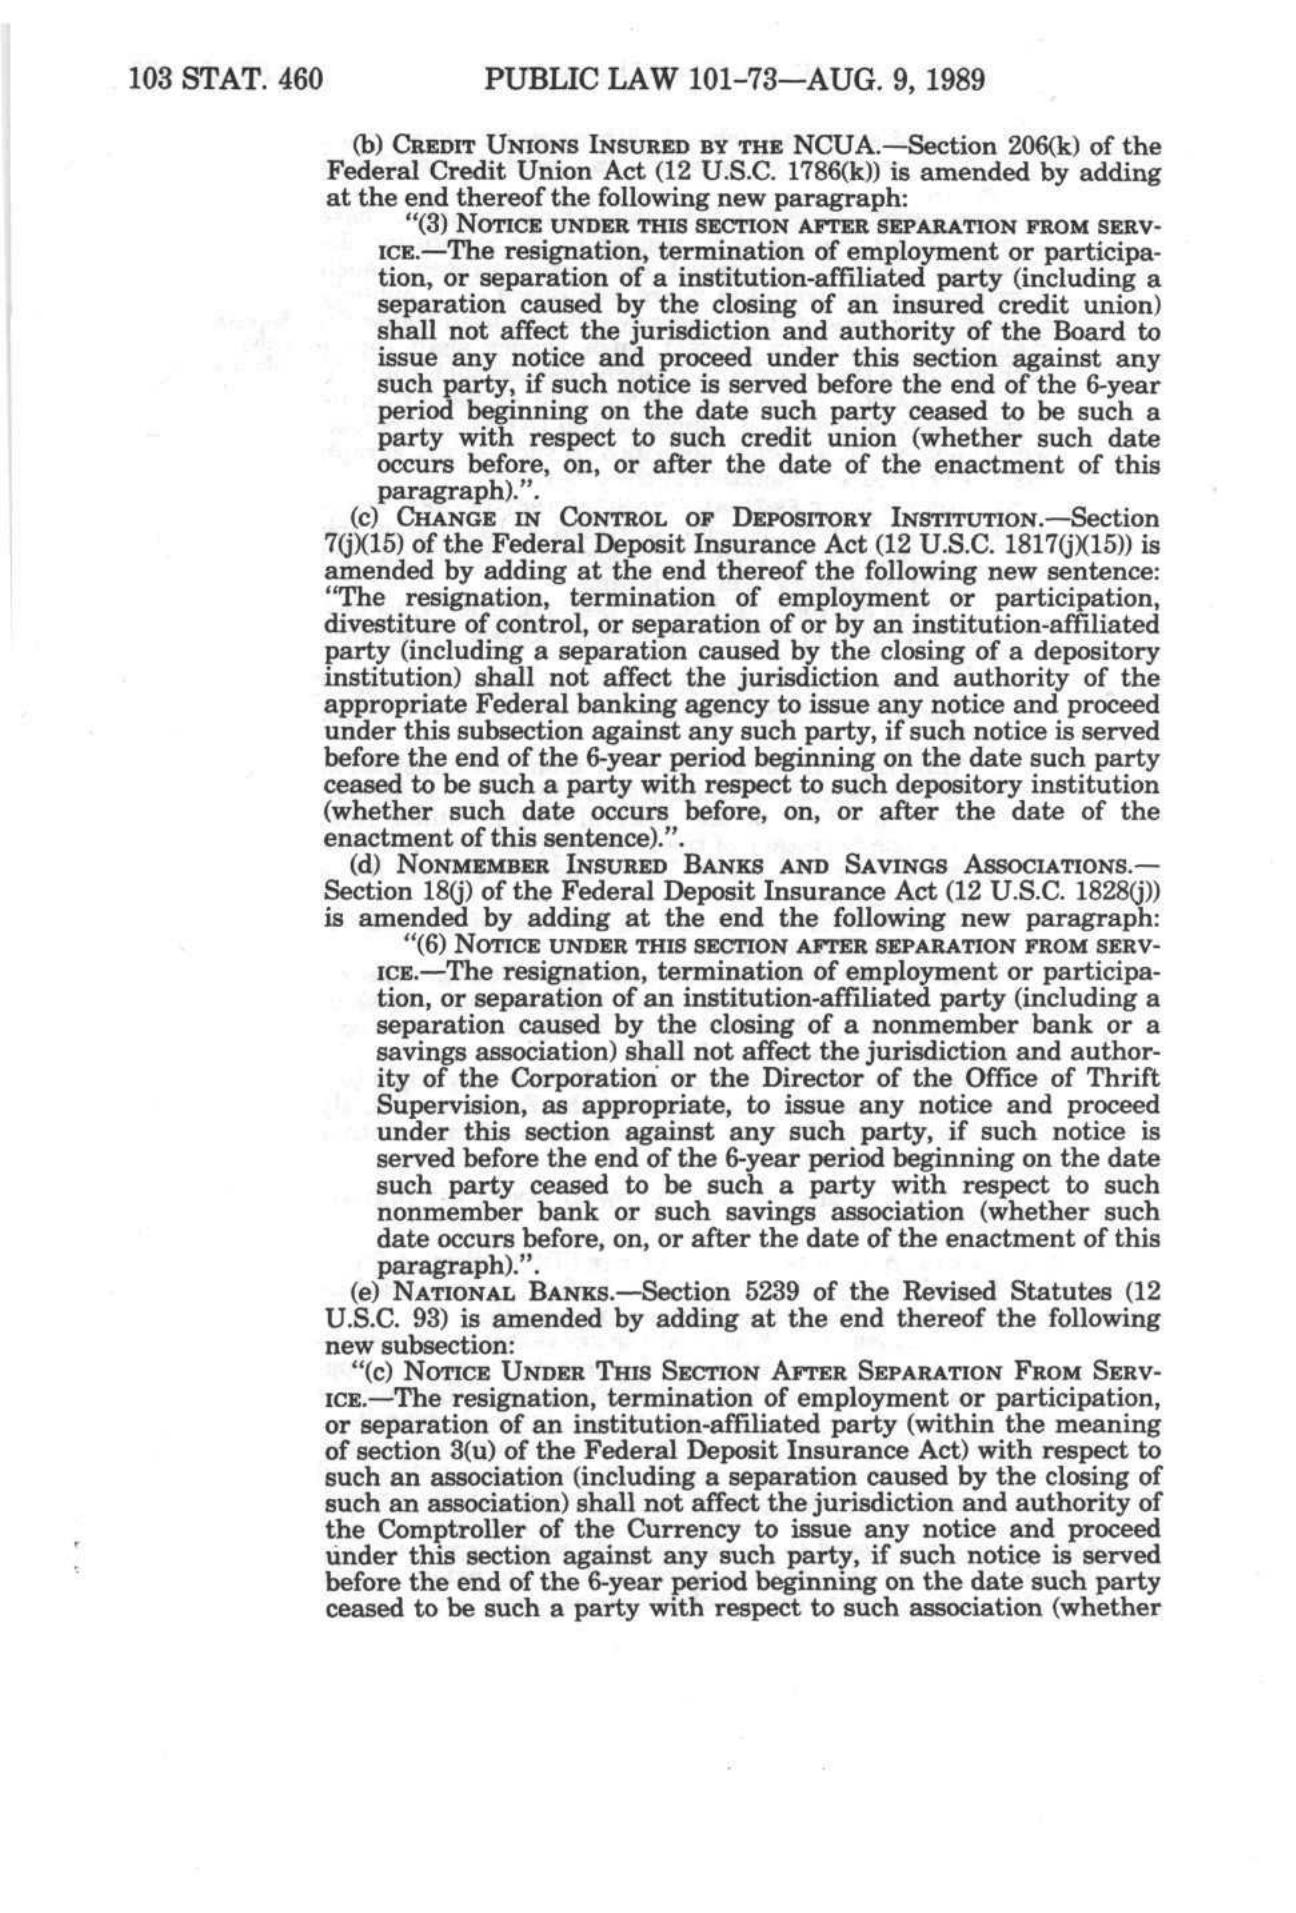 103 STAT. 460 PUBLIC LAW 101-73—AUG. 9, 1989
(b) CREDIT UNIONS INSURED BY THE NCUA.—Section 206(k) of the
Federal Credit Union Act (12 U.S.C. 1786(k)) is amended by adding
at the end thereof the following new paragraph:
"(3) NOTICE UNDER THIS SECTION AFTER SEPARATION FROM SERV-
ICE.—The resignation, termination of employment or participa-
tion, or separation of a institution-affiliated party (including a
separation caused by the closing of an insured credit union)
shall not affect the jurisdiction and authority of the Board to
issue any notice and proceed under this section against any
such party, if such notice is served before the end of the 6-year
period beginning on the date such party ceased to be such a
party with respect to such credit union (whether such date
occurs before, on, or after the date of the enactment of this
paragraph).".
(c) CHANGE IN CONTROL OF DEPOSITORY INSTITUTION.—Section
7(j)(15) of the Federal Deposit Insurance Act (12 U.S.C. 1817(j)(15)) is
amended by adding at the end thereof the following new sentence:
"The resignation, termination of employment or participation,
divestiture of control, or separation of or by an institution-affiliated
party (including a separation caused by the closing of a depository
institution) shall not affect the jurisdiction and authority of the
appropriate Federal banking agency to issue any notice and proceed
under this subsection against any such party, if such notice is served
before the end of the 6-year period beginning on the date such party
ceased to be such a party with respect to such depository institution
(whether such date occurs before, on, or after the date of the
enactment of this sentence).".
(d) NONMEMBER INSURED BANKS AND SAVINGS ASSOCIATIONS.—
Section 18(j) of the Federal Deposit Insurance Act (12 U.S.C. 1828(j))
is amended by adding at the end the following new paragraph:
"(6) NOTICE UNDER THIS SECTION AFTER SEPARATION FROM SERV-
ICE.—The resignation, termination of employment or participa-
tion, or separation of an institution-affiliated party (including a
separation caused by the closing of a nonmember bank or a
savings association) shall not affect the jurisdiction and author-
ity of the Corporation or the Director of the Office of Thrift
Supervision, as appropriate, to issue any notice and proceed
under this section against any such party, if such notice is
served before the end of the 6-year period beginning on the date
such party ceased to be such a party with respect to such
nonmember bank or such savings association (whether such
date occurs before, on, or after the date of the enactment of this
paragraph).".
(e) NATIONAL BANKS.—Section 5239 of the Revised Statutes (12
U.S.C. 93) is amended by adding at the end thereof the following
new subsection:
"(c) NOTICE UNDER THIS SECTION AFTER SEPARATION FROM SERV-
ICE.—The resignation, termination of employment or participation,
or separation of an institution-affiliated party (within the meaning
of section 3(u) of the Federal Deposit Insurance Act) with respect to
such an association (including a separation caused by the closing of
such an association) shall not affect the jurisdiction and authority of
the Comptroller of the Currency to issue any notice and proceed
under this section against any such party, if such notice is served
before the end of the 6-year period beginning on the date such party
ceased to be such a party with respect to such association (whether